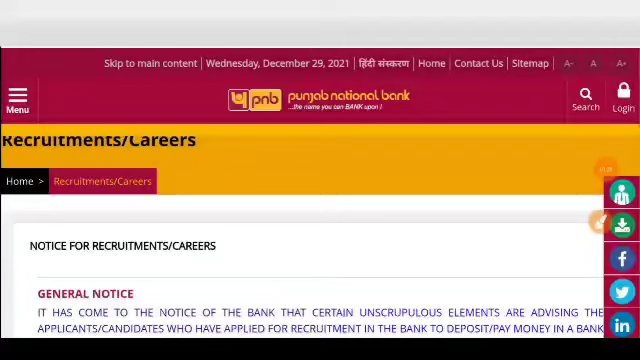 Skip to main content | Wednesday, December 29, 2021 | हिंदी संस्करण | Home | Contact Us | Sitemap A- A A+
Menu
pnb punjab national bank
...the name you can BANK upon !
Search
Login
Recruitments/Careers
Home > Recruitments/Careers
NOTICE FOR RECRUITMENTS/CAREERS
GENERAL NOTICE
IT HAS COME TO THE NOTICE OF THE BANK THAT CERTAIN UNSCRUPULOUS ELEMENTS ARE ADVISING THE
APPLICANTS/CANDIDATES WHO HAVE APPLIED FOR RECRUITMENT IN THE BANK TO DEPOSIT/PAY MONEY IN A BANK